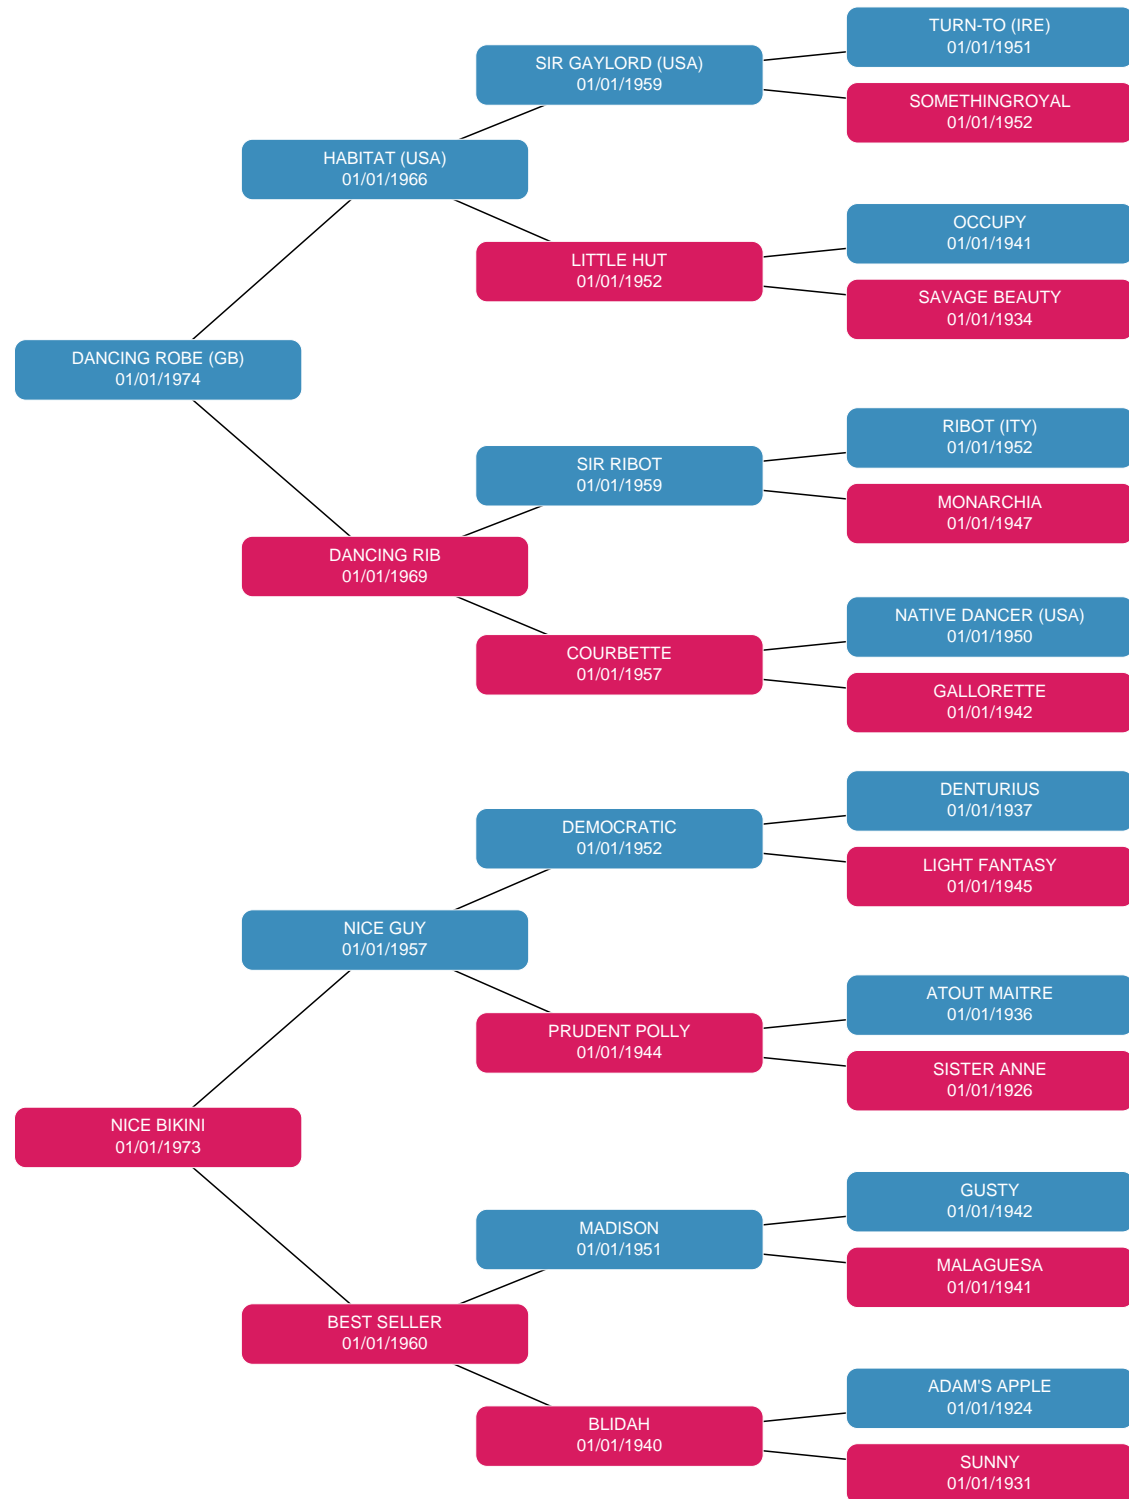 TURN-TO (IRE)
01/01/1951
SIR GAYLORD (USA)
01/01/1959
SOMETHINGROYAL
01/01/1952
HABITAT (USA)
01/01/1966
OCCUPY
01/01/1941
LITTLE HUT
01/01/1952
SAVAGE BEAUTY
01/01/1934
DANCING ROBE (GB)
01/01/1974
RIBOT (ITY)
01/01/1952
SIR RIBOT
01/01/1959
MONARCHIA
01/01/1947
DANCING RIB
01/01/1969
NATIVE DANCER (USA)
01/01/1950
COURBETTE
01/01/1957
GALLORETTE
01/01/1942
DENTURIUS
01/01/1937
DEMOCRATIC
01/01/1952
LIGHT FANTASY
01/01/1945
NICE GUY
01/01/1957
ATOUT MAITRE
01/01/1936
PRUDENT POLLY
01/01/1944
SISTER ANNE
01/01/1926
NICE BIKINI
01/01/1973
GUSTY
01/01/1942
MADISON
01/01/1951
MALAGUESA
01/01/1941
BEST SELLER
01/01/1960
ADAM'S APPLE
01/01/1924
BLIDAH
01/01/1940
SUNNY
01/01/1931